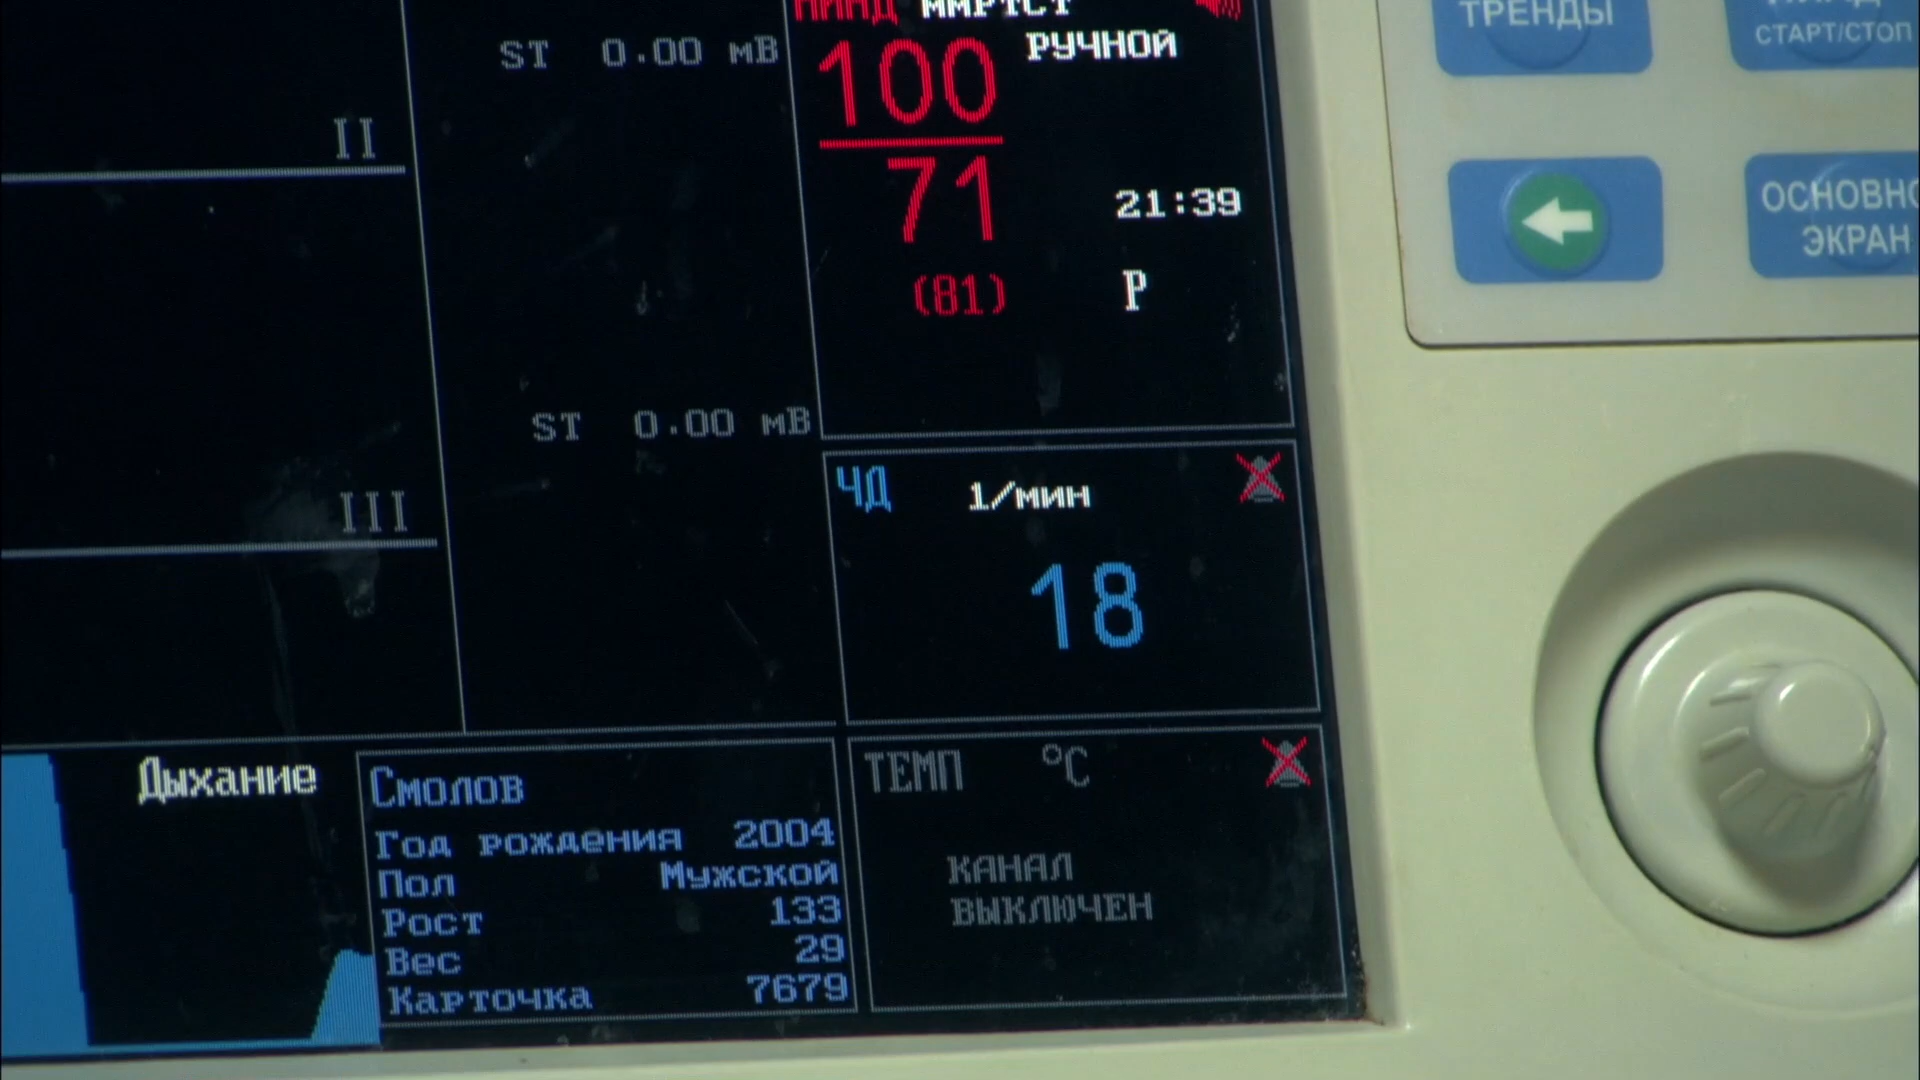 ммРТСТ
ST 0.00 мВ
РУЧНОЙ
100
71
II
21:39
(81)
P
ST 0.00 мВ
III
ЧД 1/мин
18
Дыхание
Смолов
Год рождения 2004
Пол Мужской
Рост 133
Вес 29
Карточка 7679
ТЕМП °C
КАНАЛ
ВЫКЛЮЧЕН
ТРЕНДЫ
СТАРТ/СТОП
ЭКРАН